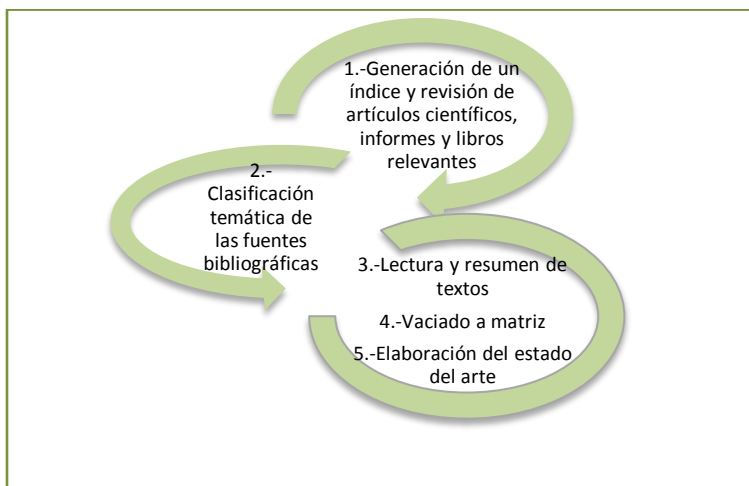 1.-Generación de un
índice y revisión de
artículos científicos,
informes y libros
relevantes
2.-
Clasificación
temática de
las fuentes
bibliográficas
3.-Lectura y resumen de
textos
4.-Vaciado a matriz
5.-Elaboración del estado
del arte